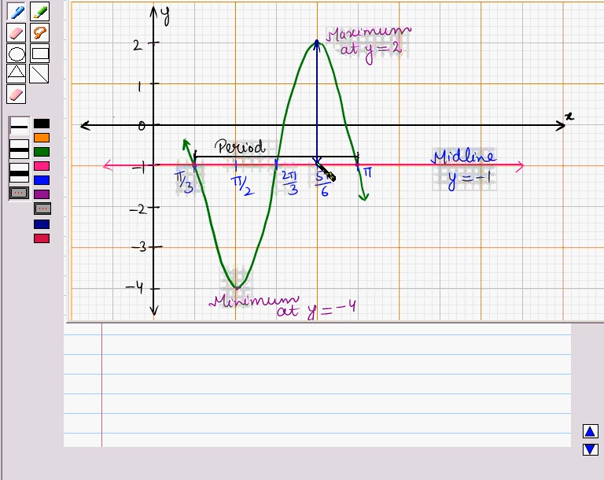 y
2
Maximum
at y = 2
1
0
x
Period
-1
Midline
y = -1
π/3
π/2
2π/3
5π/6
π
-2
-3
-4
Minimum
at y = -4